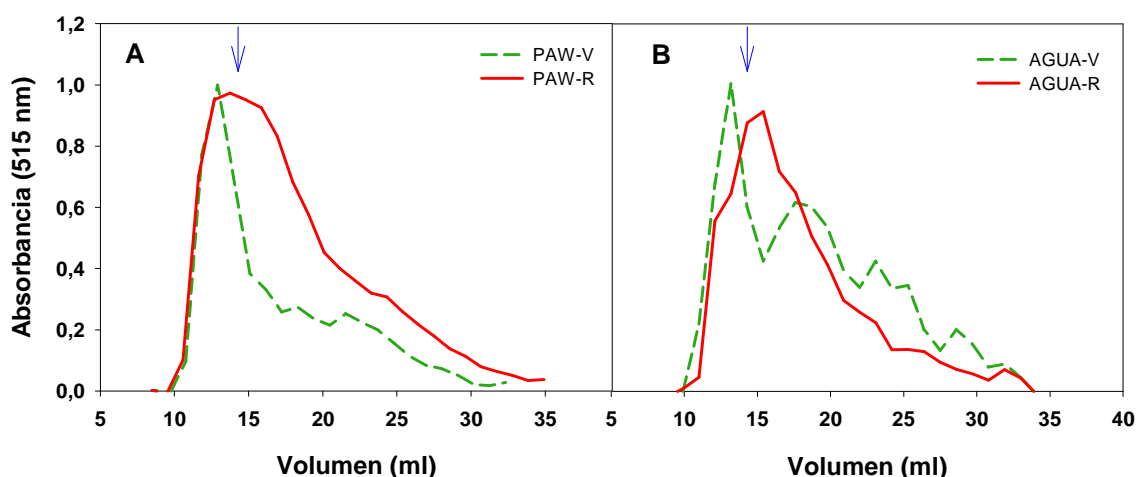 1,2
1,0
0,8
0,6
0,4
0,2
0,0
Absorbancia (515 nm)
A
PAW-V
PAW-R
5 10 15 20 25 30 35
Volumen (ml)
B
AGUA-V
AGUA-R
5 10 15 20 25 30 35 40
Volumen (ml)